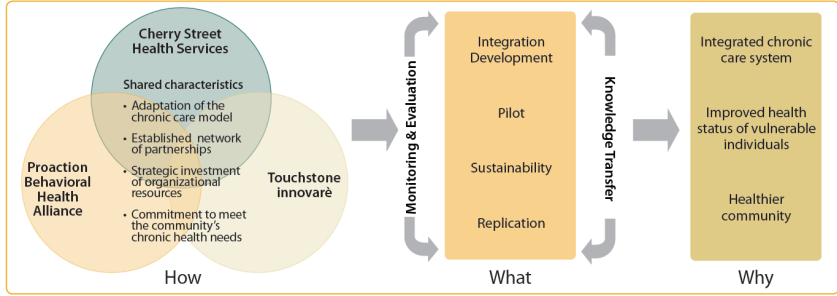 Cherry Street
Health Services
Shared characteristics
• Adaptation of the
chronic care model
• Established network
of partnerships
• Strategic investment
of organizational
resources
• Commitment to meet
the community's
chronic health needs
Proaction
Behavioral
Health
Alliance
Touchstone
innovarè
How
Monitoring & Evaluation
Integration
Development
Pilot
Sustainability
Replication
What
Knowledge Transfer
Integrated chronic
care system
Improved health
status of vulnerable
individuals
Healthier
community
Why